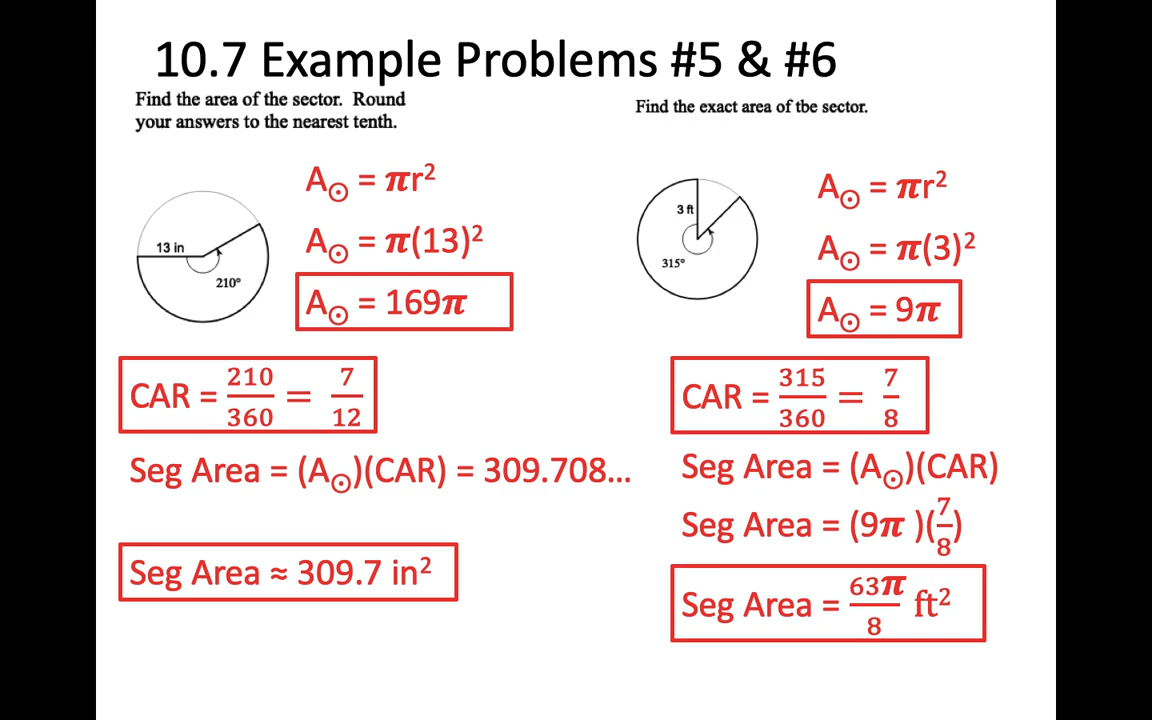 10.7 Example Problems #5 & #6
Find the area of the sector. Round
your answers to the nearest tenth.
13 in
210°
A⊙ = πr²
A⊙ = π(13)²
A⊙ = 169π
CAR = 210/360 = 7/12
Seg Area = (A⊙)(CAR) = 309.708...
Seg Area ≈ 309.7 in²
Find the exact area of tbe sector.
3 ft
315°
A⊙ = πr²
A⊙ = π(3)²
A⊙ = 9π
CAR = 315/360 = 7/8
Seg Area = (A⊙)(CAR)
Seg Area = (9π )(7/8)
Seg Area = 63π/8 ft²